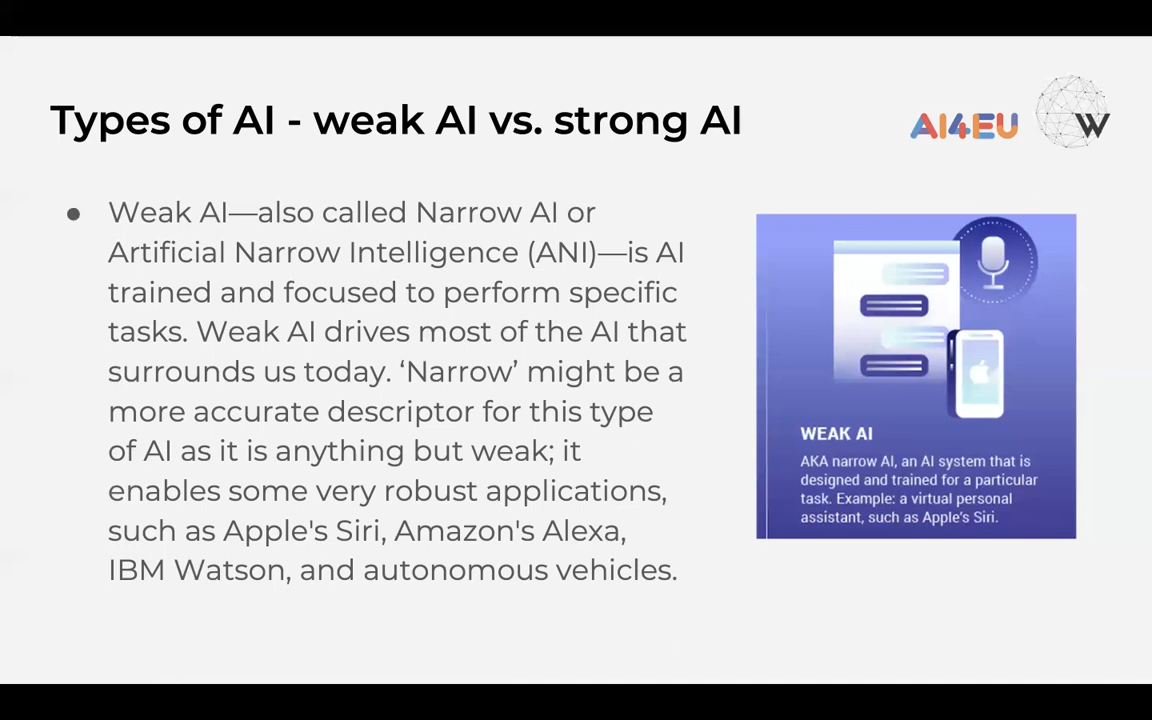 Types of AI - weak AI vs. strong AI
AI4EU
W
● Weak AI—also called Narrow AI or
Artificial Narrow Intelligence (ANI)—is AI
trained and focused to perform specific
tasks. Weak AI drives most of the AI that
surrounds us today. ‘Narrow’ might be a
more accurate descriptor for this type
of AI as it is anything but weak; it
enables some very robust applications,
such as Apple's Siri, Amazon's Alexa,
IBM Watson, and autonomous vehicles.
WEAK AI
AKA narrow AI, an AI system that is
designed and trained for a particular
task. Example: a virtual personal
assistant, such as Apple's Siri.